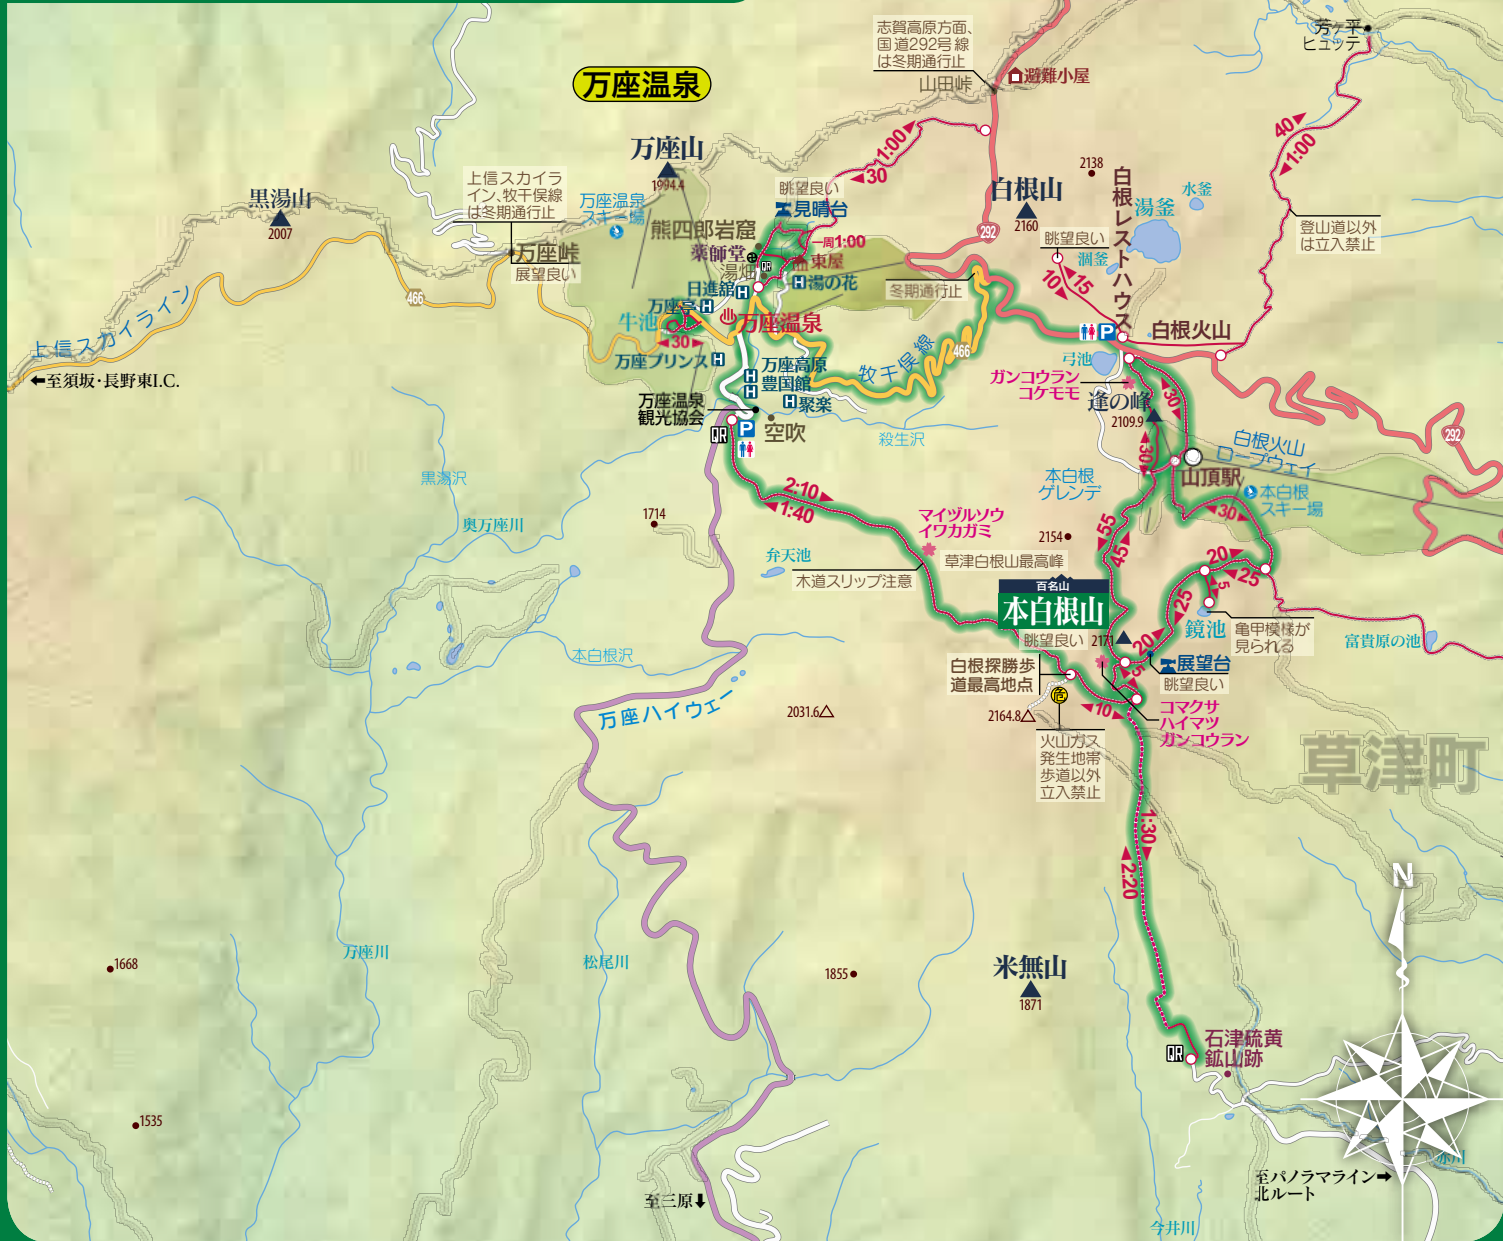 志賀高原方面、
国道292号線
は冬期通行止
山田峠
避難小屋
芳ヶ平
ヒュッテ
万座温泉
万座山
1994.4
黒湯山
2007
上信スカイラ
イン、牧干俣線
は冬期通行止
万座温泉
スキー場
万座峠
展望良い
466
上信スカイライン
←至須坂・長野東I.C.
眺望良い
見晴台
熊四郎岩窟
薬師堂
湯畑
QR
一周1:00
東屋
湯の花
日進舘
万座亭
牛池
30
万座温泉
万座プリンス
万座高原
豊国館
聚楽
万座温泉
観光協会
空吹
QR
P
1:00
30
292
2138
白根山
2160
眺望良い
涸釜
湯釜
水釜
白根レストハウス
10
15
40
1:00
登山道以外
は立入禁止
冬期通行止
牧干俣線
466
P
白根火山
弓池
ガンコウラン
コケモモ
逢の峰
2109.9
30
30
292
白根火山
ロープウェイ
山頂駅
本白根
ゲレンデ
本白根
スキー場
30
殺生沢
黒湯沢
奥万座川
1714
弁天池
2:10
1:40
マイヅルソウ
イワカガミ
木道スリップ注意
2154
草津白根山最高峰
百名山
本白根山
眺望良い
2171
55
45
20
25
5
25
20
鏡池
亀甲模様が
見られる
富貴原の池
展望台
眺望良い
白根探勝歩
道最高地点
5
10
危
コマクサ
ハイマツ
ガンコウラン
2031.6
2164.8
火山ガス
発生地帯
歩道以外
立入禁止
本白根沢
万座ハイウェー
草津町
1:30
2:20
N
1668
万座川
松尾川
1855
米無山
1871
QR
石津硫黄
鉱山跡
1535
至三原↓
至パノラマライン→
北ルート
赤川
今井川